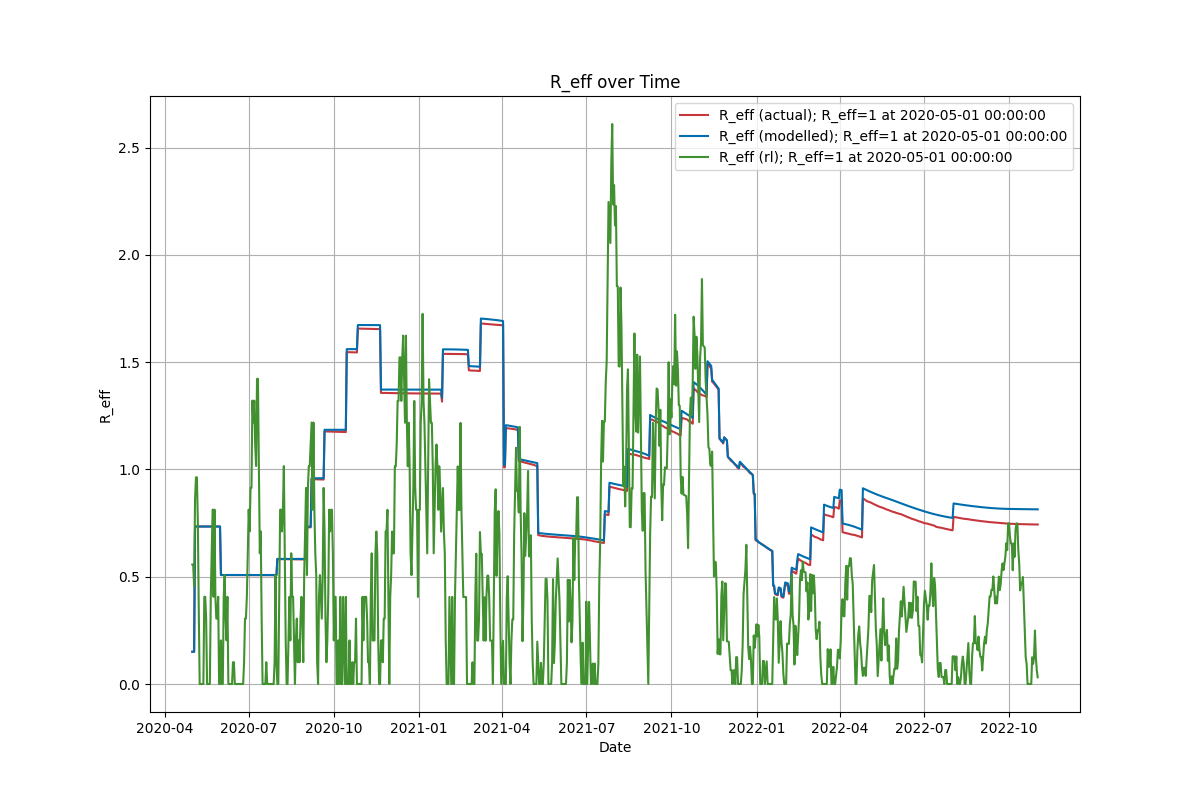 R_eff over Time
R_eff (actual); R_eff=1 at 2020-05-01 00:00:00
R_eff (modelled); R_eff=1 at 2020-05-01 00:00:00
R_eff (rl); R_eff=1 at 2020-05-01 00:00:00
2.5
2.0
1.5
1.0
0.5
0.0
R_eff
2020-04 2020-07 2020-10 2021-01 2021-04 2021-07 2021-10 2022-01 2022-04 2022-07 2022-10
Date